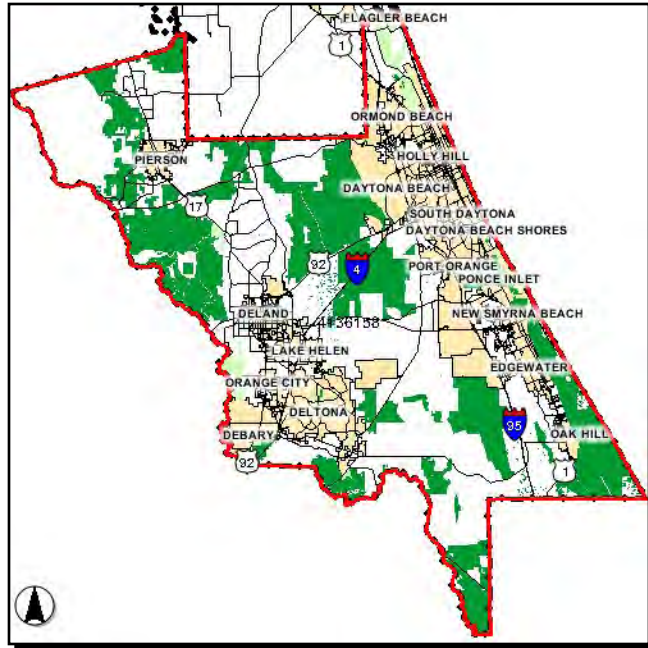 FLAGLER BEACH
1
ORMOND BEACH
HOLLY HILL
PIERSON
DAYTONA BEACH
17
SOUTH DAYTONA
DAYTONA BEACH SHORES
92
4
PORT ORANGE
PONCE INLET
DELAND
NEW SMYRNA BEACH
LAKE HELEN
EDGEWATER
ORANGE CITY
DELTONA
95
DEBARY
OAK HILL
92
1